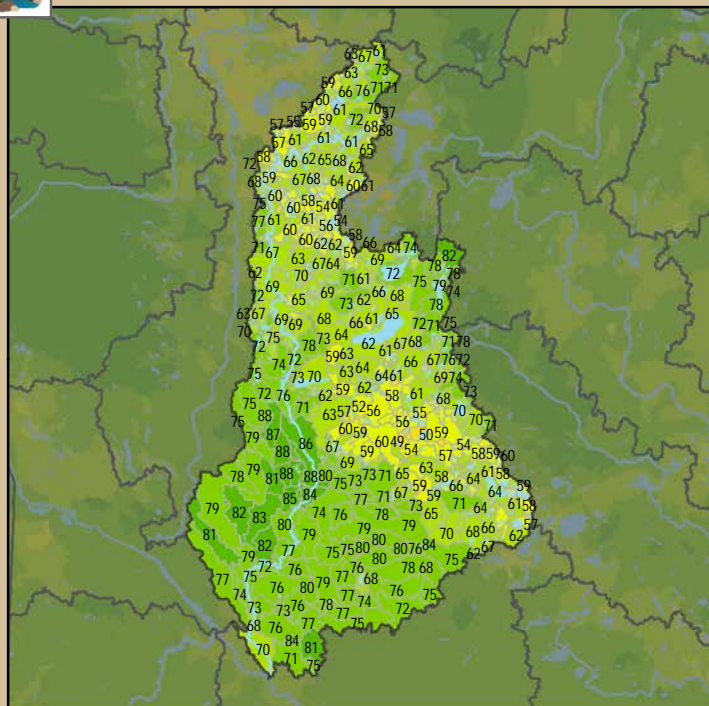 63 67 61
63 73
59 66 76 71 71
57 60 61 70 57
57 55 59 59 72 68 58
57 61 61 61 65
72 68 66 62 65 68 62
68 59 67 68 64 60 61
75 60 60 58 54 61
77 61 60 61 56 54
71 67 60 62 62 59 58 66 64 74 82
62 63 67 64 69 78 78
69 70 71 61 72 75 79 74
72 65 69 73 62 66 68 78
63 67 69 69 68 66 61 65 72 71 75
70 75 73 64
72 78 62 61 67 68 71 78
74 72 59 63 66 67 76 72
75 73 70 63 64 64 61 69 74
72 76 62 59 62 58 61 68 73
75 88 71 63 57 52 56 55 70 70
75 60 56 71
79 87 86 67 59 59 60 49 54 50 59 54
88 57 58 59 60
78 79 81 88 88 80 69 73 71 65 63 58 64 61 58
85 84 75 77 71 67 59 59 66 64 59
79 82 83 80 74 76 78 73 65 71 64 61 58
81 79 79 79 70 68 66 57
82 77 75 75 80 80 80 76 84 62
79 72 80 75 62 67
77 75 76 80 79 77 76 68 78 68
74 76 77 76 75
73 73 76 78 77 74 72
68 76 77 75
70 84 81
71 75